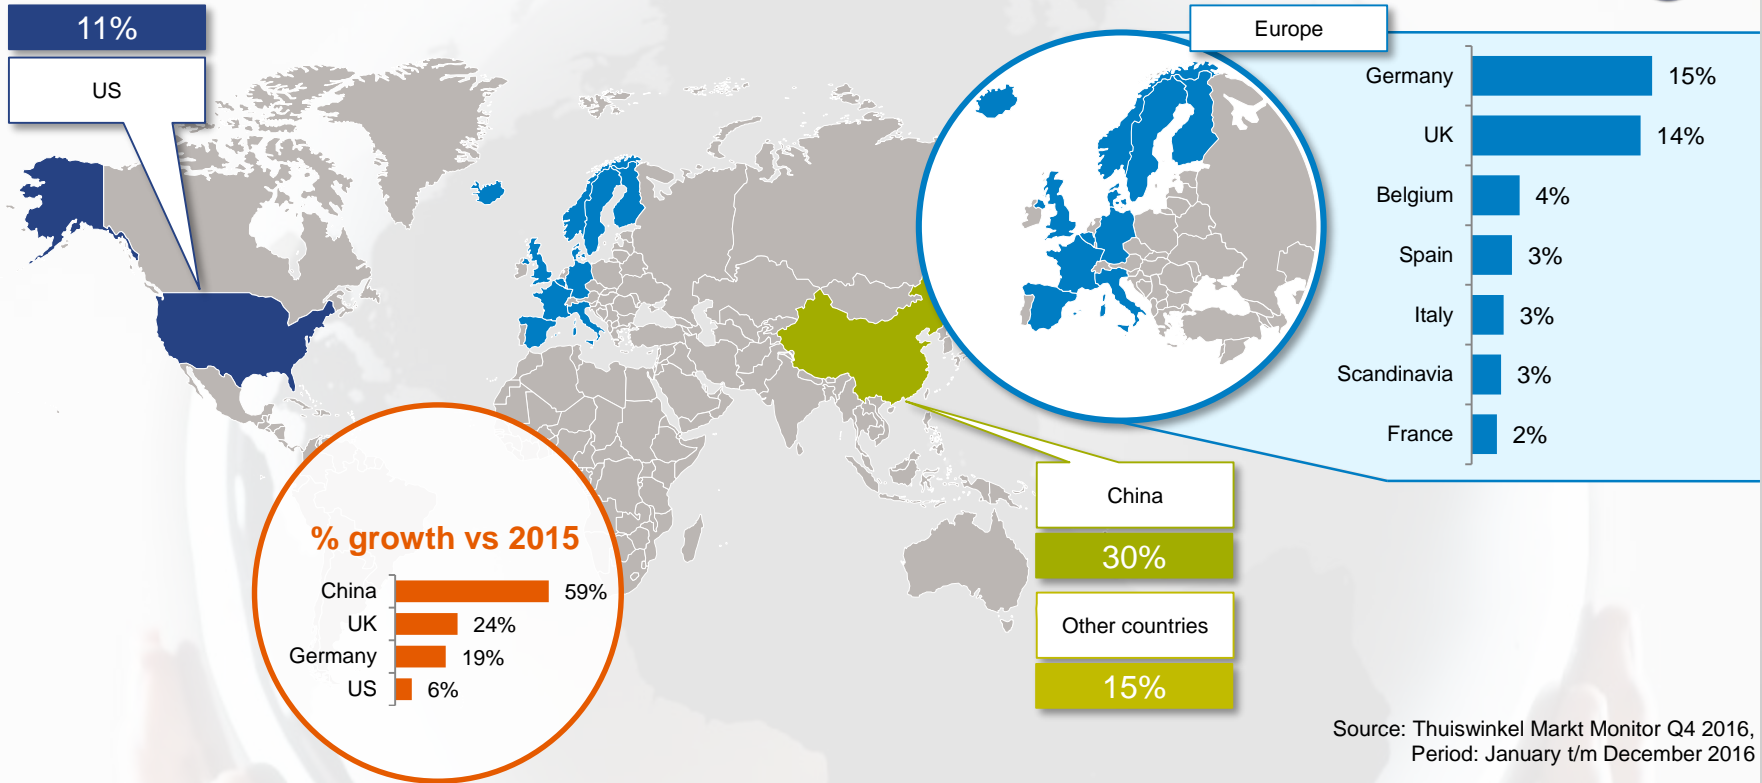 11%
US
Europe
Germany 15%
UK 14%
Belgium 4%
Spain 3%
Italy 3%
Scandinavia 3%
France 2%
China
30%
Other countries
15%
% growth vs 2015
China 59%
UK 24%
Germany 19%
US 6%
Source: Thuiswinkel Markt Monitor Q4 2016,
Period: January t/m December 2016